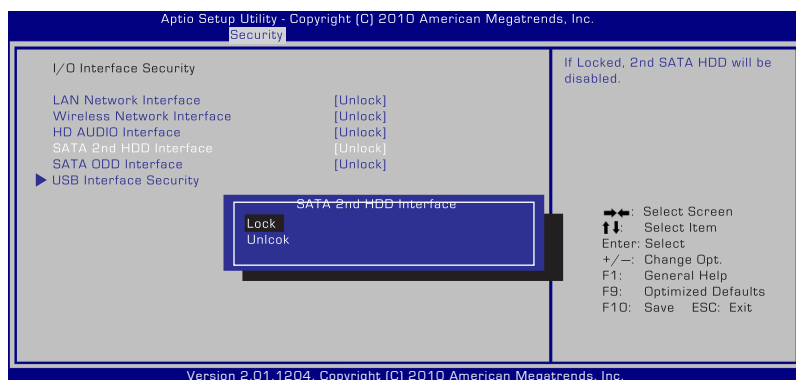 Aptio Setup Utility - Copyright (C) 2010 American Megatrends, Inc.
Security
I/O Interface Security
LAN Network Interface [Unlock]
Wireless Network Interface [Unlock]
HD AUDIO Interface [Unlock]
SATA 2nd HDD Interface [Unlock]
SATA ODD Interface [Unlock]
USB Interface Security
SATA 2nd HDD Interface
Lock
Unlcok
If Locked, 2nd SATA HDD will be
disabled.
→←: Select Screen
↑↓: Select Item
Enter: Select
+/—: Change Opt.
F1: General Help
F9: Optimized Defaults
F10: Save ESC: Exit
Version 2.01.1204. Copyright (C) 2010 American Megatrends, Inc.